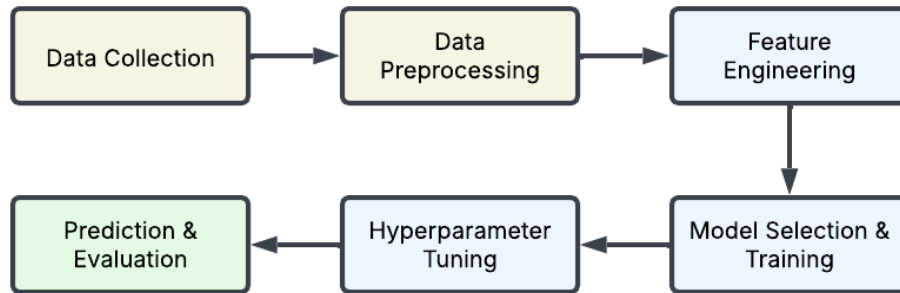 Data Collection
Data
Preprocessing
Feature
Engineering
Model Selection &
Training
Hyperparameter
Tuning
Prediction &
Evaluation